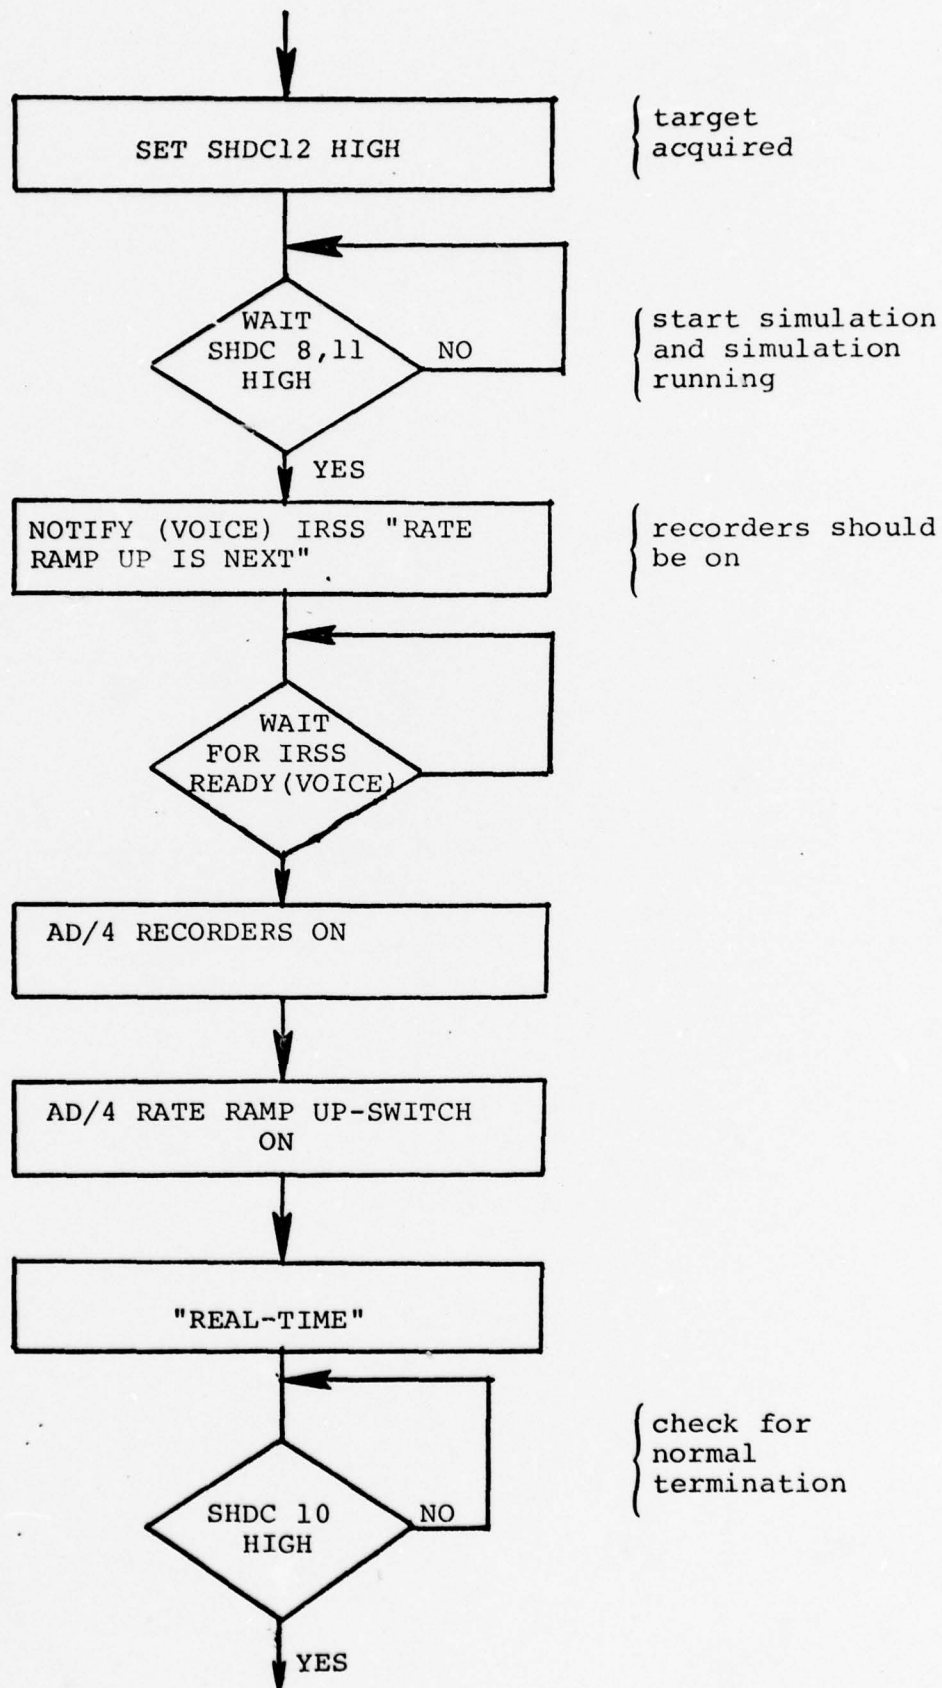 SET SHDC12 HIGH
target
acquired
WAIT
SHDC 8,11
HIGH
NO
start simulation
and simulation
running
YES
NOTIFY (VOICE) IRSS "RATE
RAMP UP IS NEXT"
recorders should
be on
WAIT
FOR IRSS
READY(VOICE)
AD/4 RECORDERS ON
AD/4 RATE RAMP UP-SWITCH
ON
"REAL-TIME"
check for
normal
termination
SHDC 10
HIGH
NO
YES